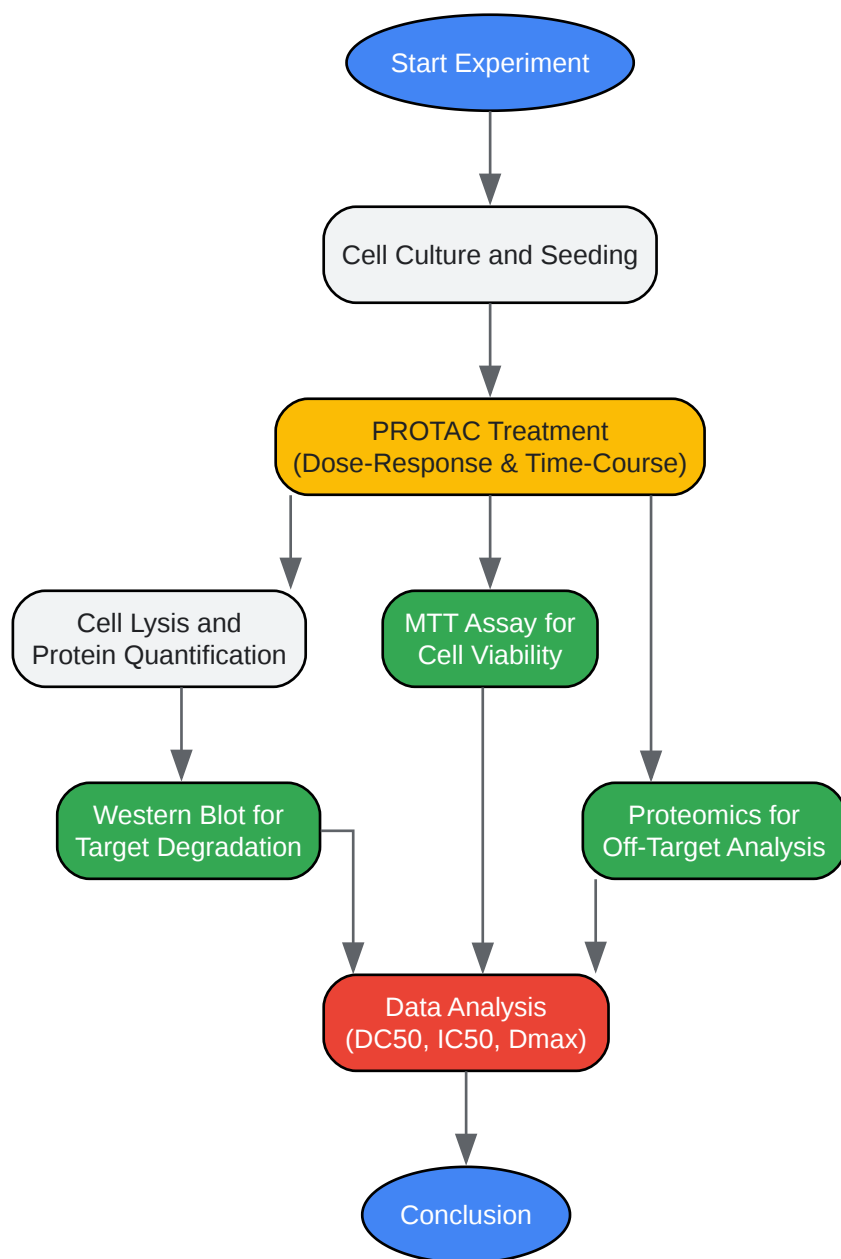 Start Experiment
Cell Culture and Seeding
PROTAC Treatment
(Dose-Response & Time-Course)
Cell Lysis and
Protein Quantification
MTT Assay for
Cell Viability
Western Blot for
Target Degradation
Proteomics for
Off-Target Analysis
Data Analysis
(DC50, IC50, Dmax)
Conclusion